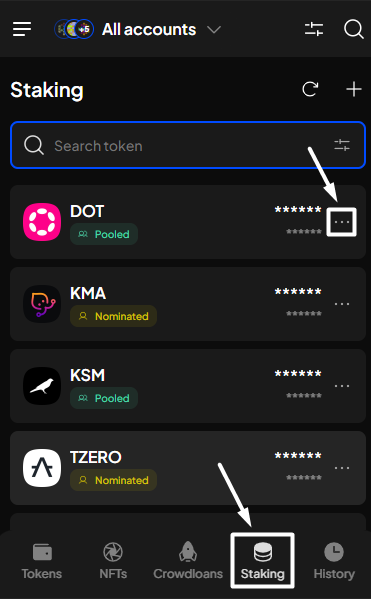 +5 All accounts
Staking
Search token
DOT ******
Pooled ******
KMA ******
Nominated ******
KSM ******
Pooled ******
TZERO ******
Nominated ******
Tokens NFTs Crowdloans Staking History